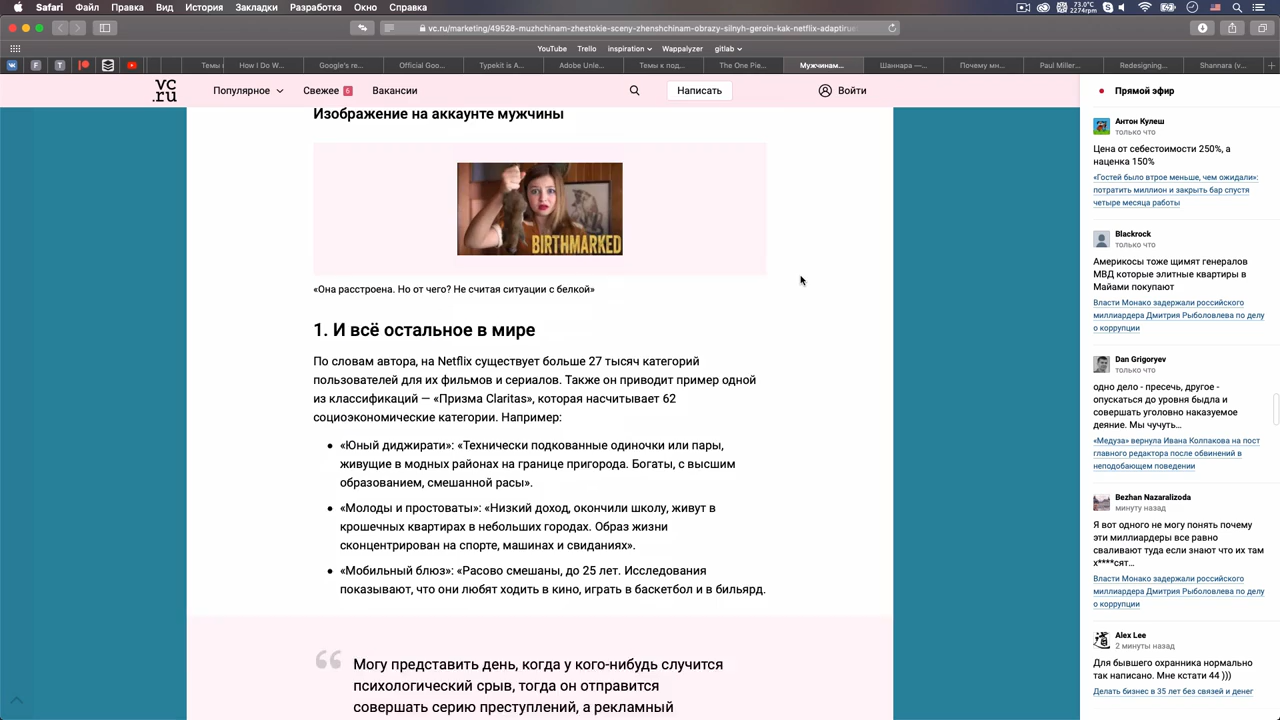 Safari Файл Правка Вид История Закладки Разработка Окно Справка
73.0°C
2224rpm
vc.ru/marketing/49528-muzhchinam-zhestokie-sceny-zhenshchinam-obrazy-silnyh-geroin-kak-netflix-adaptirue
YouTube Trello inspiration Wappalyzer gitlab
Темы How I Do W... Google's re... Official Goo... Typekit is A... Adobe Unle... Темы к под... The One Pie... Мужчинам... Почему мн... Paul Miller... Redesigning... Шаннара —... Shannara (v...
vc.ru
Популярное Свежее 6 Вакансии Написать Войти
Изображение на аккаунте мужчины
BIRTHMARKED
«Она расстроена. Но от чего? Не считая ситуации с белкой»
1. И всё остальное в мире
По словам автора, на Netflix существует больше 27 тысяч категорий
пользователей для их фильмов и сериалов. Также он приводит пример одной
из классификаций — «Призма Claritas», которая насчитывает 62
социоэкономические категории. Например:
• «Юный диджирати»: «Технически подкованные одиночки или пары,
живущие в модных районах на границе пригорода. Богаты, с высшим
образованием, смешанной расы».
• «Молоды и простоваты»: «Низкий доход, окончили школу, живут в
крошечных квартирах в небольших городах. Образ жизни
сконцентрирован на спорте, машинах и свиданиях».
• «Мобильный блюз»: «Расово смешаны, до 25 лет. Исследования
показывают, что они любят ходить в кино, играть в баскетбол и в бильярд.
Могу представить день, когда у кого-нибудь случится
психологический срыв, тогда он отправится
совершать серию преступлений, а рекламный
Прямой эфир
Антон Кулеш
только что
Цена от себестоимости 250%, а
наценка 150%
«Гостей было втрое меньше, чем ожидали»:
потратить миллион и закрыть бар спустя
четыре месяца работы
Blackrock
только что
Америкосы тоже щимят генералов
МВД которые элитные квартиры в
Майами покупают
Власти Монако задержали российского
миллиардера Дмитрия Рыболовлева по делу
о коррупции
Dan Grigoryev
только что
одно дело - пресечь, другое -
опускаться до уровня быдла и
совершать уголовно наказуемое
деяние. Мы чучуть...
«Медуза» вернула Ивана Колпакова на пост
главного редактора после обвинений в
неподобающем поведении
Bezhan Nazaralizoda
минуту назад
Я вот одного не могу понять почему
эти миллиардеры все равно
сваливают туда если знают что их там
х****сят...
Власти Монако задержали российского
миллиардера Дмитрия Рыболовлева по делу
о коррупции
Alex Lee
2 минуты назад
Для бывшего охранника нормально
так написано. Мне кстати 44 )))
Делать бизнес в 35 лет без связей и денег